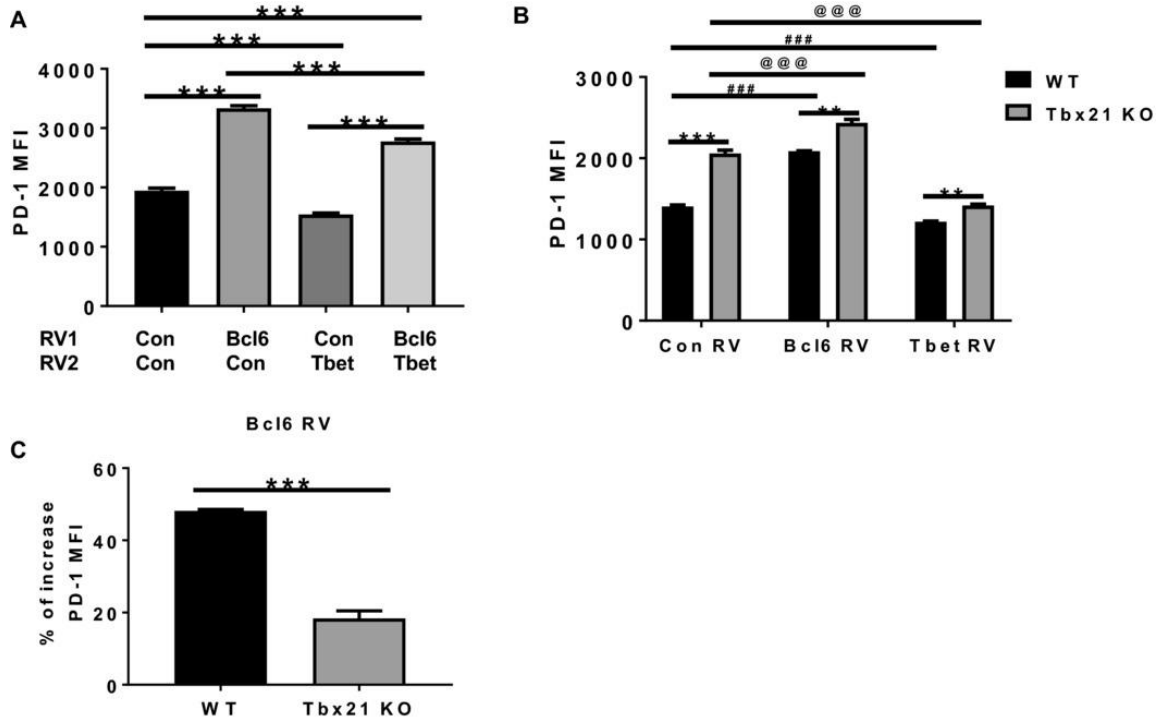 A
***
***
***
***
***
4000
3000
2000
1000
0
PD-1 MFI
RV1 Con Bcl6 Con Bcl6
RV2 Con Con Tbet Tbet
B
@@@
###
@@@
###
***
**
**
3000
2000
1000
0
PD-1 MFI
Con RV Bcl6 RV Tbet RV
WT
Tbx21 KO
C
Bcl6 RV
***
60
40
20
0
% of increase
PD-1 MFI
WT Tbx21 KO